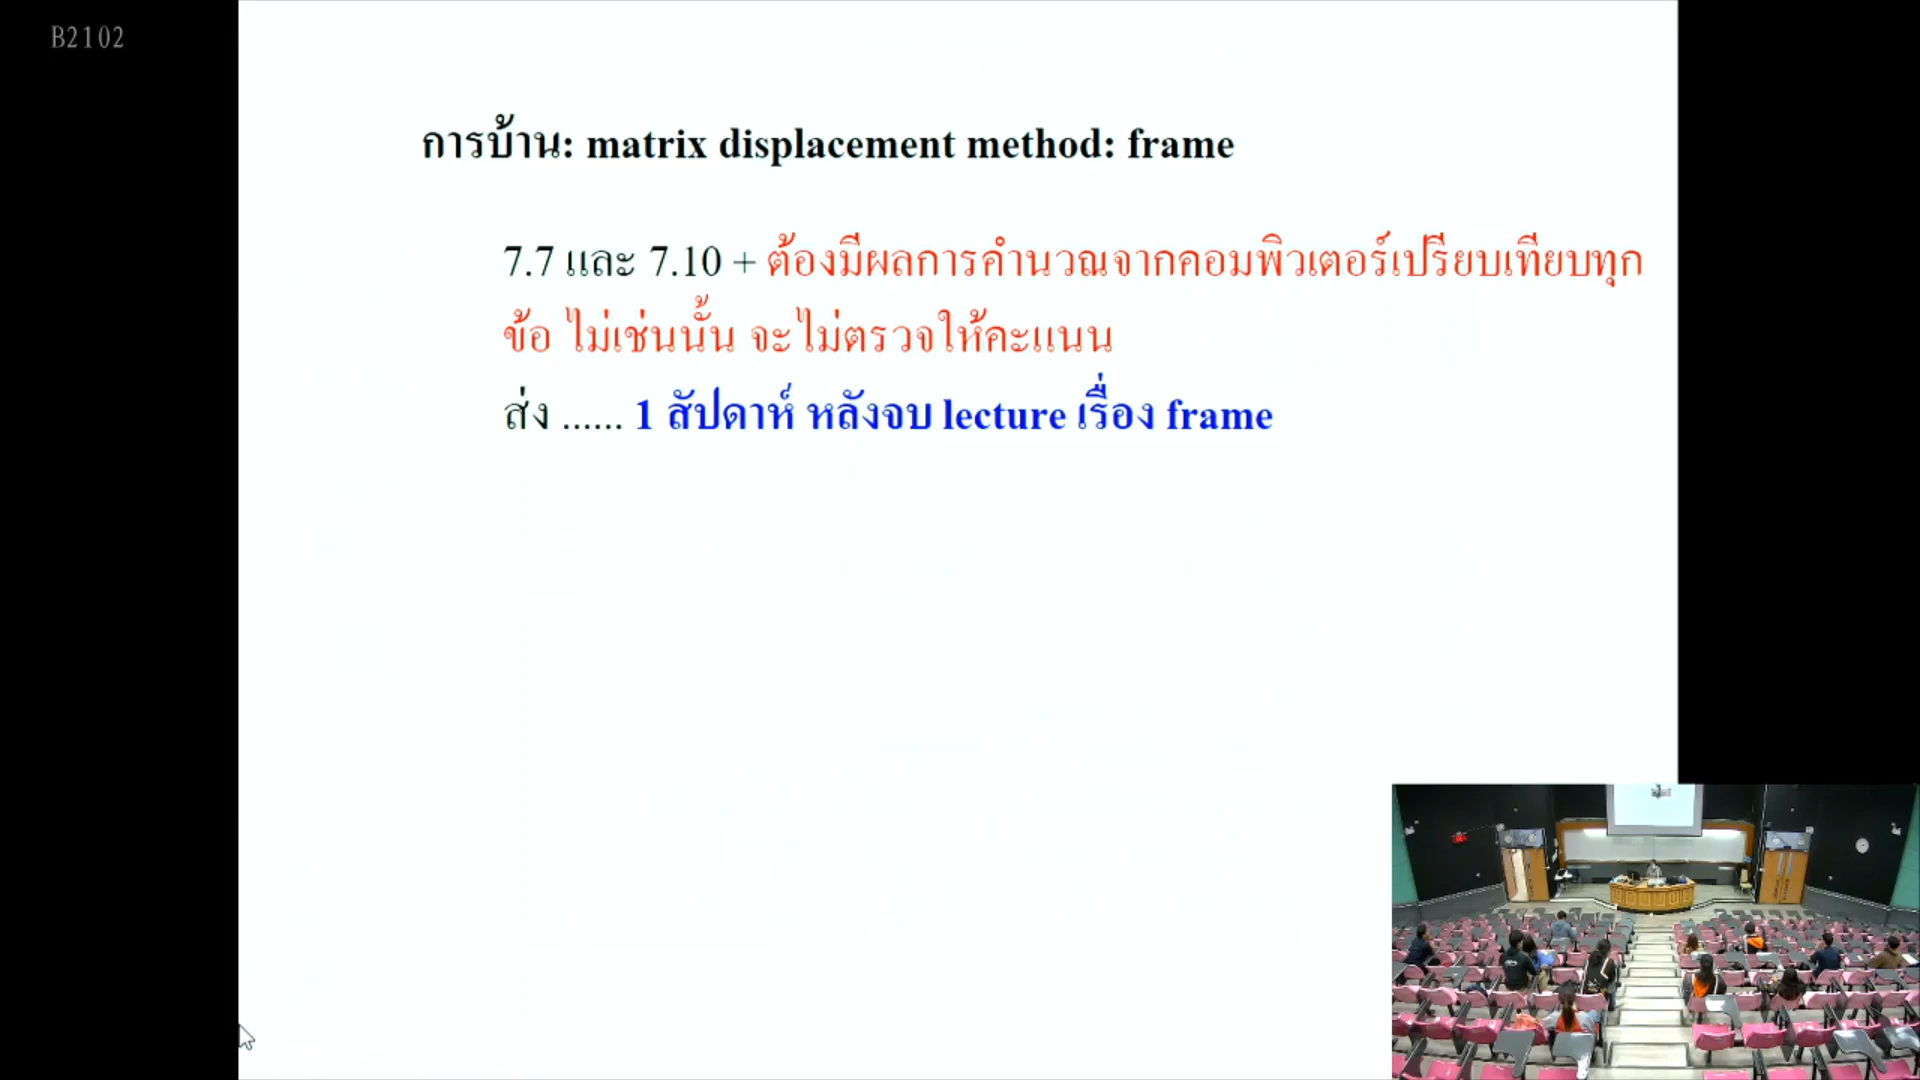 B2102
การบ้าน: matrix displacement method: frame
7.7 และ 7.10 + ต้องมีผลการคำนวณจากคอมพิวเตอร์เปรียบเทียบทุก
ข้อ ไม่เช่นนั้น จะไม่ตรวจให้คะแนน
ส่ง ...... 1 สัปดาห์ หลังจบ lecture เรื่อง frame